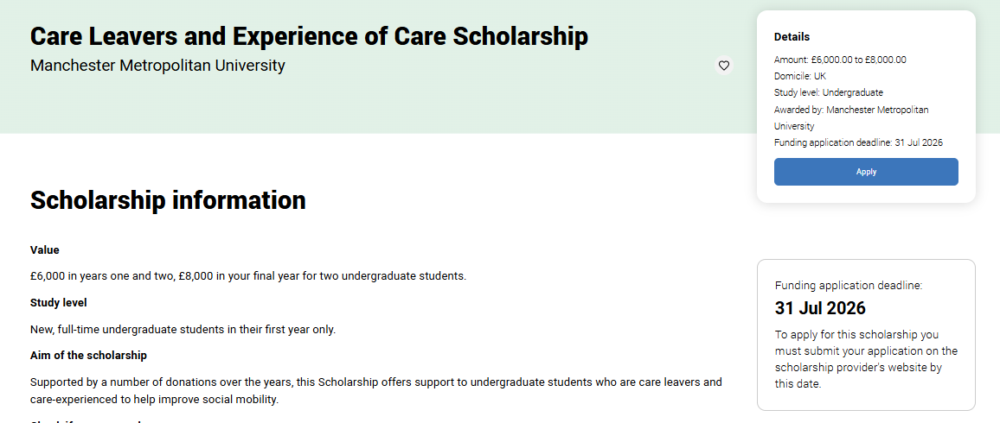 Care Leavers and Experience of Care Scholarship
Manchester Metropolitan University
Details
Amount: £6,000.00 to £8,000.00
Domicile: UK
Study level: Undergraduate
Awarded by: Manchester Metropolitan
University
Funding application deadline: 31 Jul 2026
Apply
Scholarship information
Value
£6,000 in years one and two, £8,000 in your final year for two undergraduate students.
Study level
New, full-time undergraduate students in their first year only.
Aim of the scholarship
Supported by a number of donations over the years, this Scholarship offers support to undergraduate students who are care leavers and
care-experienced to help improve social mobility.
Funding application deadline:
31 Jul 2026
To apply for this scholarship you
must submit your application on the
scholarship provider's website by
this date.